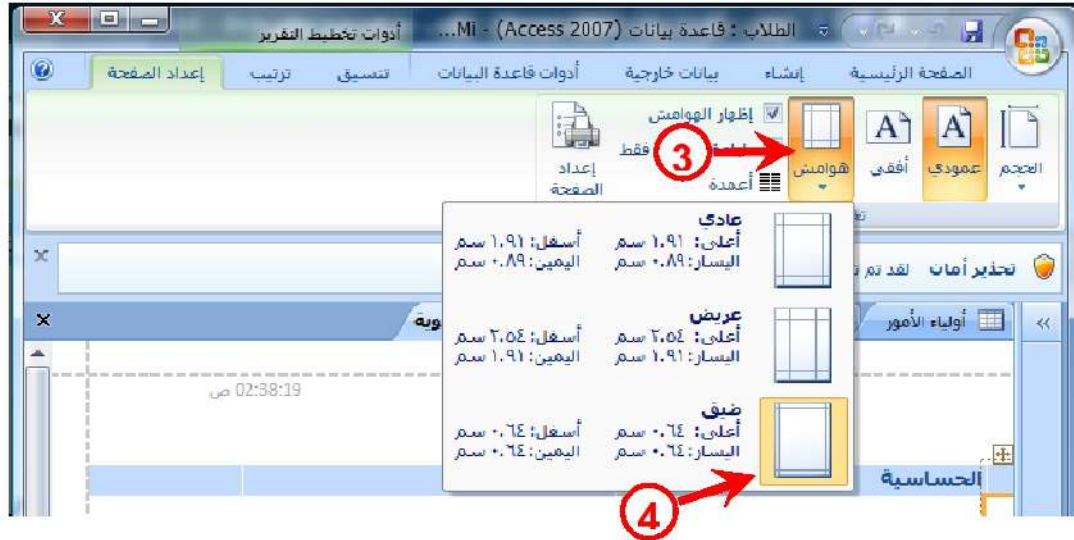 الطلاب : قاعدة بيانات (Access 2007) - Mi...
أدوات تخطيط التقرير
الصفحة الرئيسية
إنشاء
بيانات خارجية
أدوات قاعدة البيانات
تنسيق
ترتيب
إعداد الصفحة
الحجم
عمودي
أفقي
هوامش
إظهار الهوامش
فقط
أعمدة
إعداد الصفحة
3
عادي
أعلى: ١.٩١ سم أسفل: ١.٩١ سم
اليسار: ٠.٨٩ سم اليمين: ٠.٨٩ سم
عريض
أعلى: ٢.٥٤ سم أسفل: ٢.٥٤ سم
اليسار: ١.٩١ سم اليمين: ١.٩١ سم
ضيق
أعلى: ٠.٦٤ سم أسفل: ٠.٦٤ سم
اليسار: ٠.٦٤ سم اليمين: ٠.٦٤ سم
4
تحذير أمان لقد تم
أولياء الأمور
02:38:19 ص
الحساسية